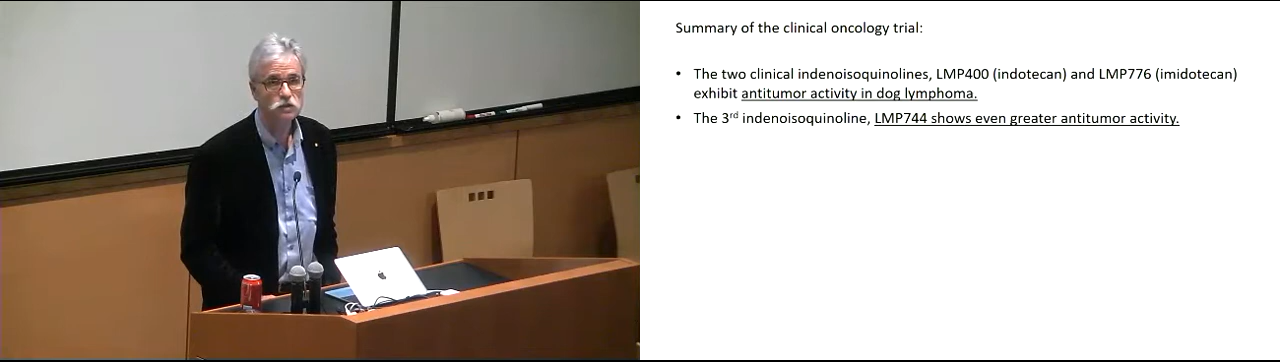 Summary of the clinical oncology trial:
• The two clinical indenoisoquinolines, LMP400 (indotecan) and LMP776 (imidotecan)
exhibit antitumor activity in dog lymphoma.
• The 3rd indenoisoquinoline, LMP744 shows even greater antitumor activity.